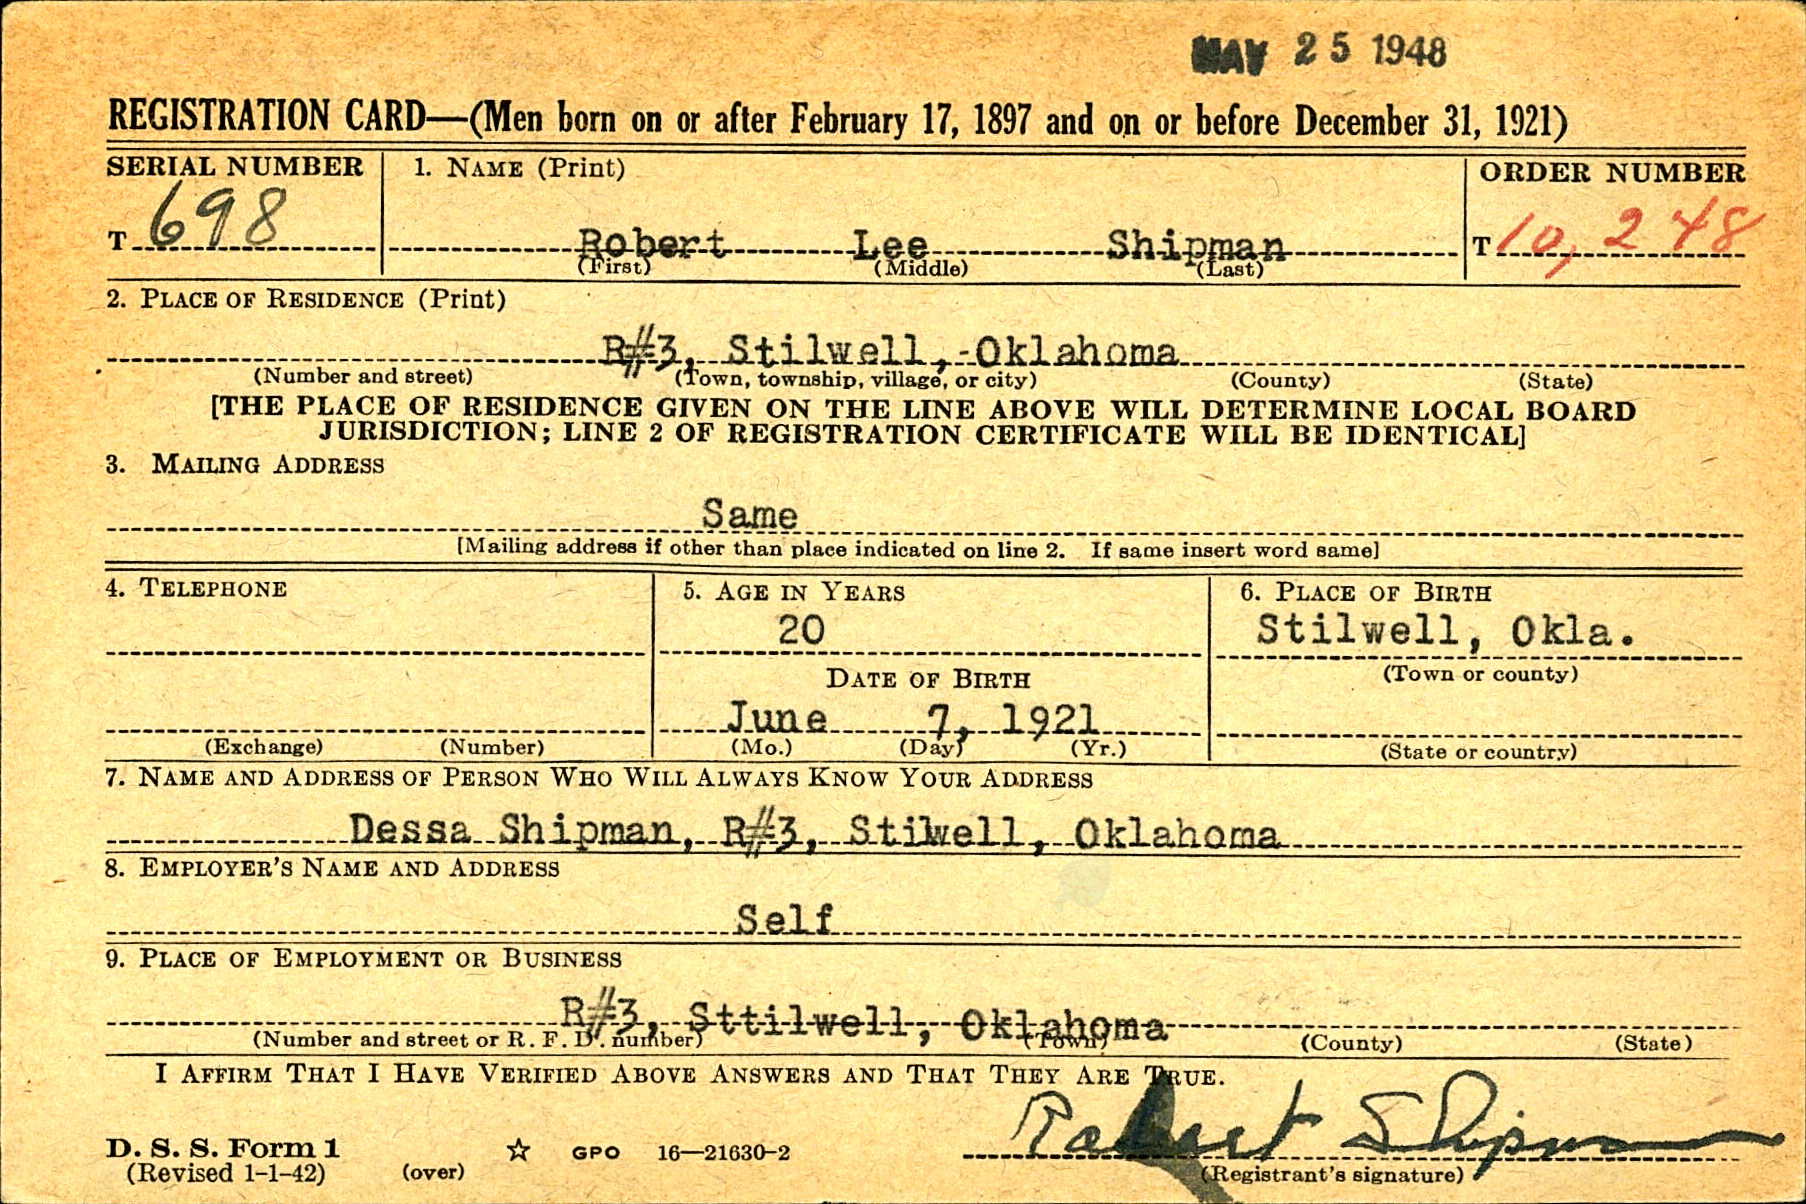 MAY 25 1948
REGISTRATION CARD—(Men born on or after February 17, 1897 and on or before December 31, 1921)
SERIAL NUMBER 1. NAME (Print) ORDER NUMBER
T 698 Robert Lee Shipman T 10,248
(First) (Middle) (Last)
2. PLACE OF RESIDENCE (Print)
R#3, Stilwell, Oklahoma
(Number and street) (Town, township, village, or city) (County) (State)
[THE PLACE OF RESIDENCE GIVEN ON THE LINE ABOVE WILL DETERMINE LOCAL BOARD
JURISDICTION; LINE 2 OF REGISTRATION CERTIFICATE WILL BE IDENTICAL]
3. MAILING ADDRESS
Same
[Mailing address if other than place indicated on line 2. If same insert word same]
4. TELEPHONE 5. AGE IN YEARS 6. PLACE OF BIRTH
20 Stilwell, Okla.
DATE OF BIRTH (Town or county)
June 7, 1921
(Exchange) (Number) (Mo.) (Day) (Yr.) (State or country)
7. NAME AND ADDRESS OF PERSON WHO WILL ALWAYS KNOW YOUR ADDRESS
Dessa Shipman, R#3, Stilwell, Oklahoma
8. EMPLOYER'S NAME AND ADDRESS
Self
9. PLACE OF EMPLOYMENT OR BUSINESS
R#3, Sttilwell, Oklahoma
(Number and street or R. F. D. number) (Town) (County) (State)
I AFFIRM THAT I HAVE VERIFIED ABOVE ANSWERS AND THAT THEY ARE TRUE.
Robert Shipman
D. S. S. Form 1 ☆ GPO 16—21630-2
(Revised 1-1-42) (over) (Registrant's signature)